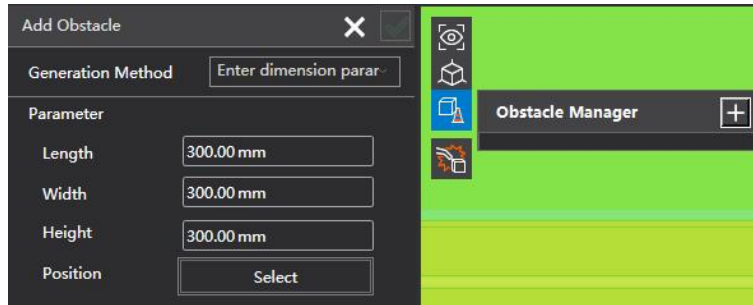 Add Obstacle
Generation Method
Enter dimension parar
Parameter
Length
300.00 mm
Width
300.00 mm
Height
300.00 mm
Position
Select
Obstacle Manager